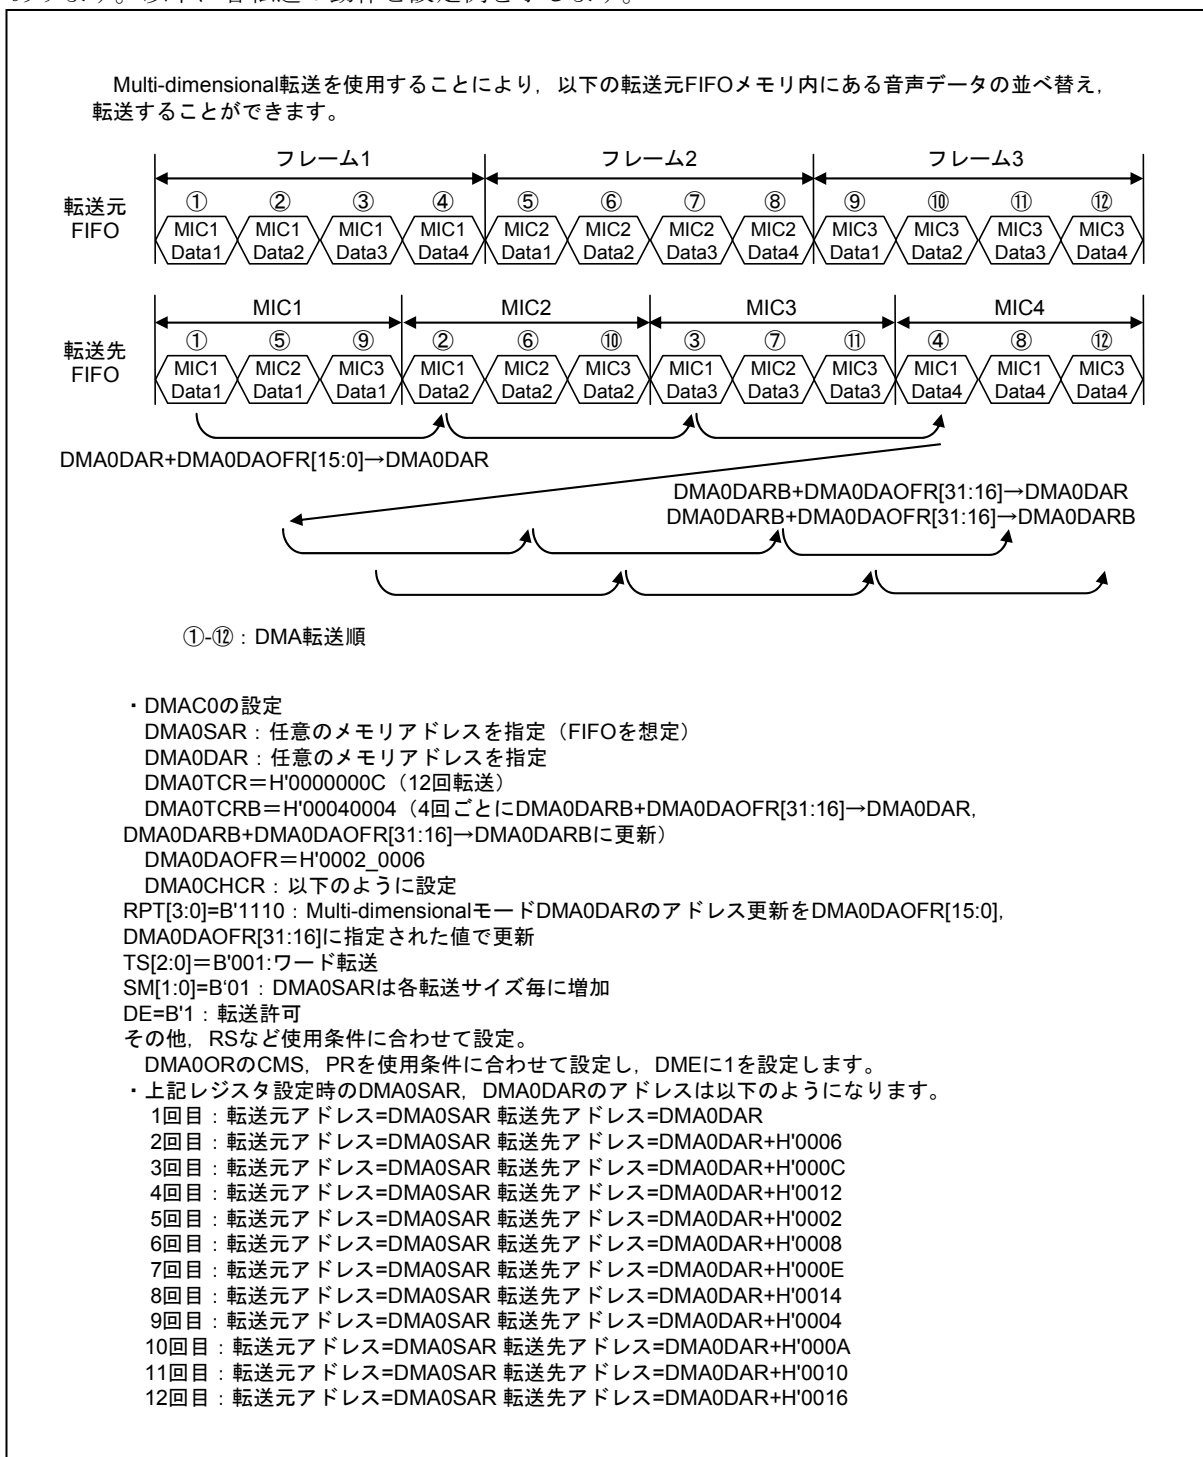 Multi-dimensional転送を使用することにより，以下の転送元FIFOメモリ内にある音声データの並べ替え，
転送することができます。
フレーム1 フレーム2 フレーム3
① ② ③ ④ ⑤ ⑥ ⑦ ⑧ ⑨ ⑩ ⑪ ⑫
転送元
FIFO
MIC1 MIC1 MIC1 MIC1 MIC2 MIC2 MIC2 MIC2 MIC3 MIC3 MIC3 MIC3
Data1 Data2 Data3 Data4 Data1 Data2 Data3 Data4 Data1 Data2 Data3 Data4
MIC1 MIC2 MIC3 MIC4
① ⑤ ⑨ ② ⑥ ⑩ ③ ⑦ ⑪ ④ ⑧ ⑫
転送先
FIFO
MIC1 MIC2 MIC3 MIC1 MIC2 MIC3 MIC1 MIC2 MIC3 MIC1 MIC1 MIC3
Data1 Data1 Data1 Data2 Data2 Data2 Data3 Data3 Data3 Data4 Data4 Data4
DMA0DAR+DMA0DAOFR[15:0]→DMA0DAR
DMA0DARB+DMA0DAOFR[31:16]→DMA0DAR
DMA0DARB+DMA0DAOFR[31:16]→DMA0DARB
①-⑫：DMA転送順
・DMAC0の設定
DMA0SAR：任意のメモリアドレスを指定（FIFOを想定）
DMA0DAR：任意のメモリアドレスを指定
DMA0TCR＝H'0000000C（12回転送）
DMA0TCRB＝H'00040004（4回ごとにDMA0DARB+DMA0DAOFR[31:16]→DMA0DAR,
DMA0DARB+DMA0DAOFR[31:16]→DMA0DARBに更新）
DMA0DAOFR＝H'0002_0006
DMA0CHCR：以下のように設定
RPT[3:0]=B'1110：Multi-dimensionalモードDMA0DARのアドレス更新をDMA0DAOFR[15:0],
DMA0DAOFR[31:16]に指定された値で更新
TS[2:0]＝B'001:ワード転送
SM[1:0]=B‘01：DMA0SARは各転送サイズ毎に増加
DE=B'1：転送許可
その他，RSなど使用条件に合わせて設定。
DMA0ORのCMS，PRを使用条件に合わせて設定し，DMEに1を設定します。
・上記レジスタ設定時のDMA0SAR，DMA0DARのアドレスは以下のようになります。
1回目：転送元アドレス=DMA0SAR 転送先アドレス=DMA0DAR
2回目：転送元アドレス=DMA0SAR 転送先アドレス=DMA0DAR+H'0006
3回目：転送元アドレス=DMA0SAR 転送先アドレス=DMA0DAR+H'000C
4回目：転送元アドレス=DMA0SAR 転送先アドレス=DMA0DAR+H'0012
5回目：転送元アドレス=DMA0SAR 転送先アドレス=DMA0DAR+H'0002
6回目：転送元アドレス=DMA0SAR 転送先アドレス=DMA0DAR+H'0008
7回目：転送元アドレス=DMA0SAR 転送先アドレス=DMA0DAR+H'000E
8回目：転送元アドレス=DMA0SAR 転送先アドレス=DMA0DAR+H'0014
9回目：転送元アドレス=DMA0SAR 転送先アドレス=DMA0DAR+H'0004
10回目：転送元アドレス=DMA0SAR 転送先アドレス=DMA0DAR+H'000A
11回目：転送元アドレス=DMA0SAR 転送先アドレス=DMA0DAR+H'0010
12回目：転送元アドレス=DMA0SAR 転送先アドレス=DMA0DAR+H'0016